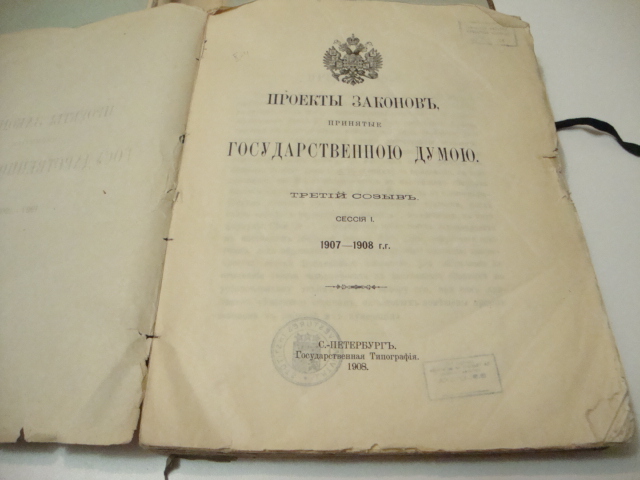 ПРОЕКТЫ ЗАКОНОВЪ,
ПРИНЯТЫЕ
ГОСУДАРСТВЕННОЮ ДУМОЮ.
ТРЕТІЙ СОЗЫВЪ.
СЕССІЯ I.
1907—1908 г.г.
С.-ПЕТЕРБУРГЪ.
Государственная Типографія.
1908.